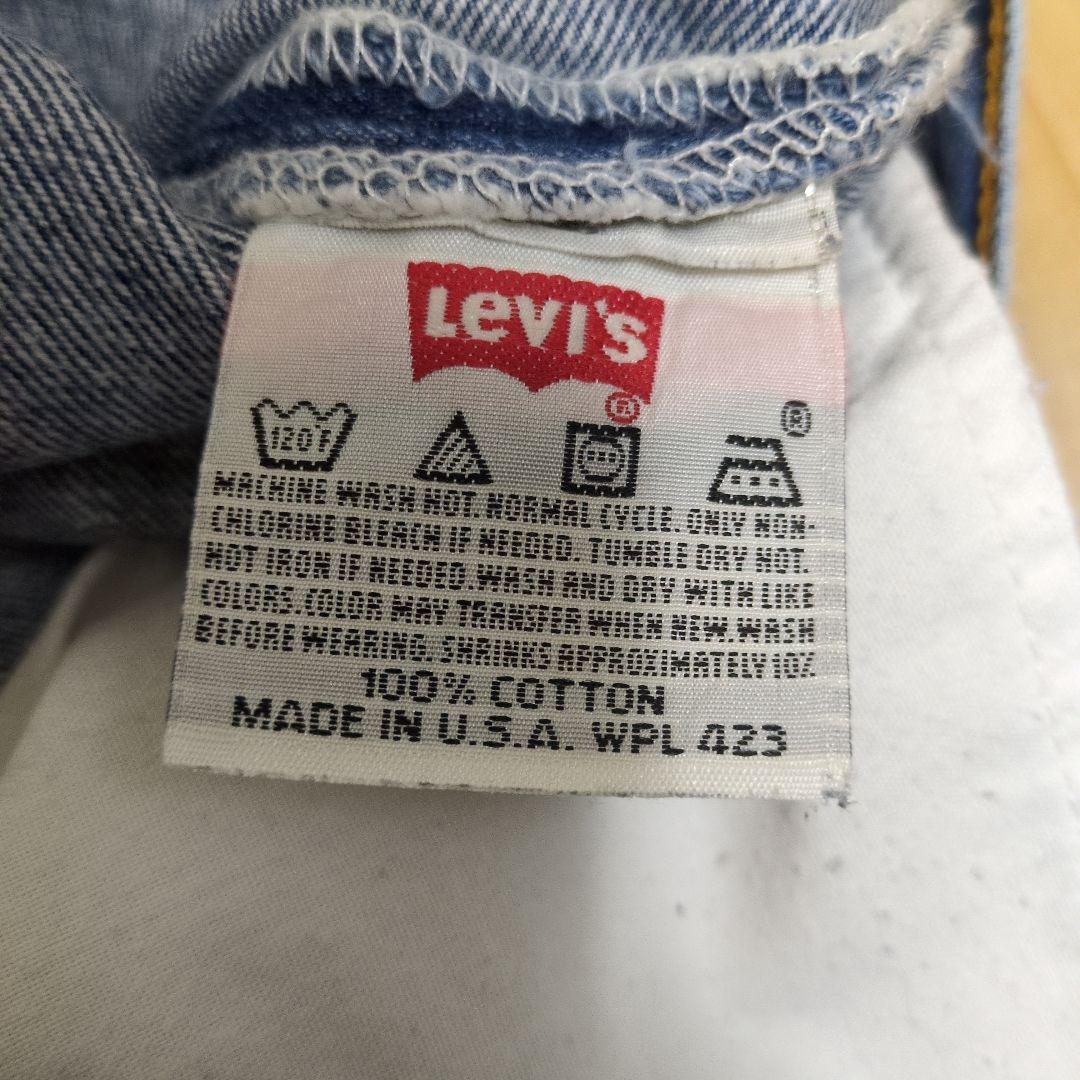 LEVI'S
®
®
120F
MACHINE WASH HOT. NORMAL CYCLE. ONLY NON-
CHLORINE BLEACH IF NEEDED. TUMBLE DRY HOT.
HOT IRON IF NEEDED. WASH AND DRY WITH LIKE
COLORS. COLOR MAY TRANSFER WHEN NEW. WASH
BEFORE WEARING. SHRINKS APPROXIMATELY 10%
100% COTTON
MADE IN U.S.A. WPL 423